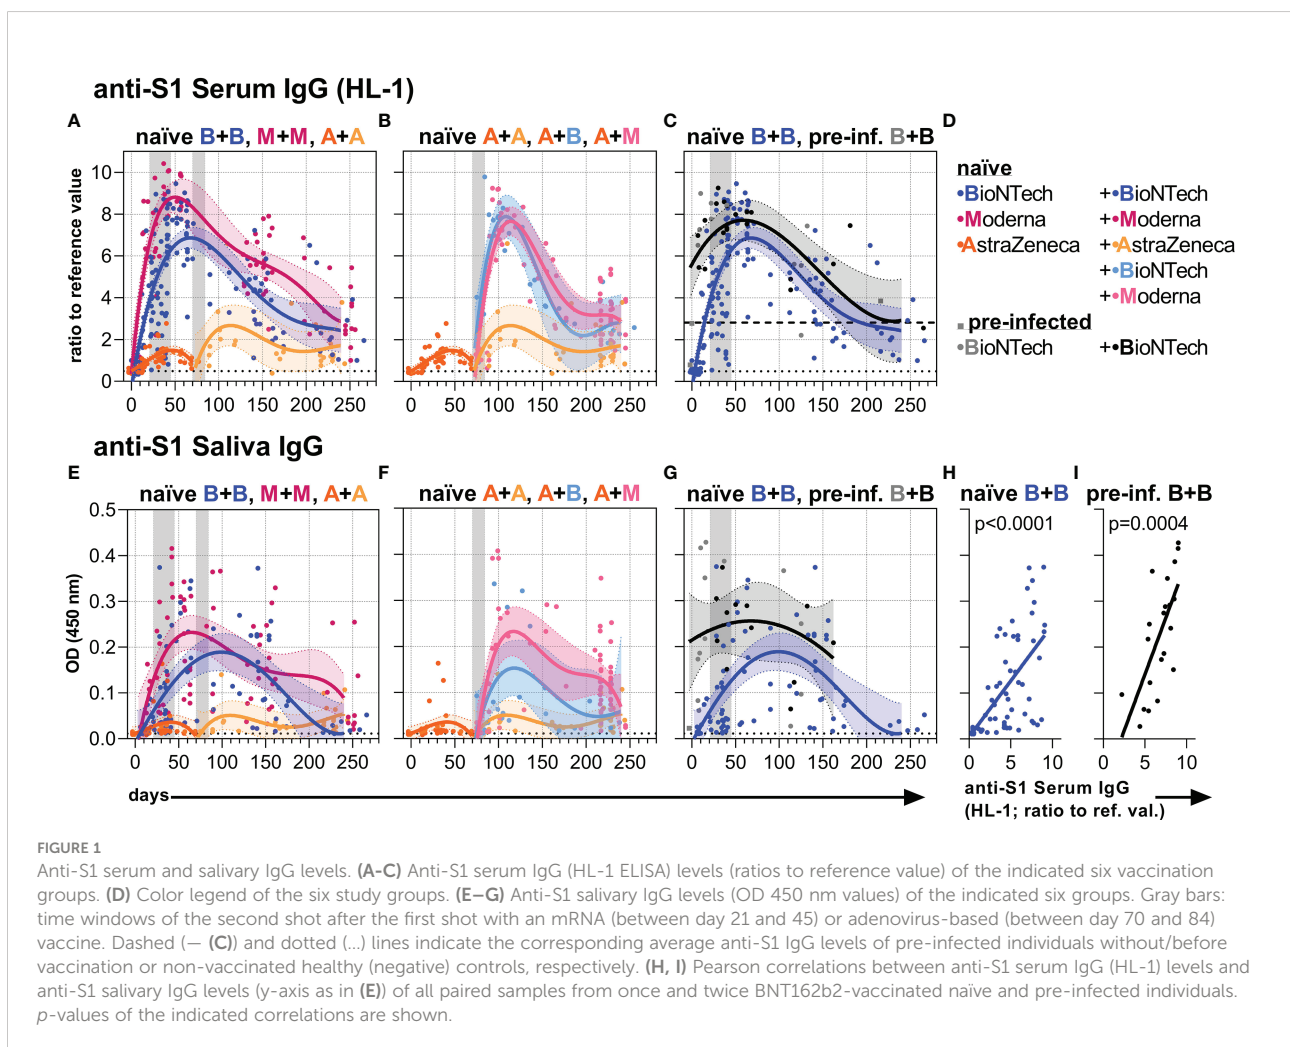 anti-S1 Serum IgG (HL-1)
A B C D
naïve B+B, M+M, A+A
naïve A+A, A+B, A+M
naïve B+B, pre-inf. B+B
ratio to reference value
10
8
6
4
2
0
0 50 100 150 200 250
0 50 100 150 200 250
0 50 100 150 200 250
naïve
BioNTech +BioNTech
Moderna +Moderna
AstraZeneca +AstraZeneca
+BioNTech
+Moderna
pre-infected
BioNTech +BioNTech
anti-S1 Saliva IgG
E F G H I
naïve B+B, M+M, A+A
naïve A+A, A+B, A+M
naïve B+B, pre-inf. B+B
naïve B+B
pre-inf. B+B
p<0.0001
p=0.0004
OD (450 nm)
0.5
0.4
0.3
0.2
0.1
0.0
0 50 100 150 200 250
0 50 100 150 200 250
0 50 100 150 200 250
0 5 10
0 5 10
days
anti-S1 Serum IgG
(HL-1; ratio to ref. val.)
FIGURE 1
Anti-S1 serum and salivary IgG levels. (A-C) Anti-S1 serum IgG (HL-1 ELISA) levels (ratios to reference value) of the indicated six vaccination
groups. (D) Color legend of the six study groups. (E–G) Anti-S1 salivary IgG levels (OD 450 nm values) of the indicated six groups. Gray bars:
time windows of the second shot after the first shot with an mRNA (between day 21 and 45) or adenovirus-based (between day 70 and 84)
vaccine. Dashed (— (C)) and dotted (...) lines indicate the corresponding average anti-S1 IgG levels of pre-infected individuals without/before
vaccination or non-vaccinated healthy (negative) controls, respectively. (H, I) Pearson correlations between anti-S1 serum IgG (HL-1) levels and
anti-S1 salivary IgG levels (y-axis as in (E)) of all paired samples from once and twice BNT162b2-vaccinated naïve and pre-infected individuals.
p-values of the indicated correlations are shown.